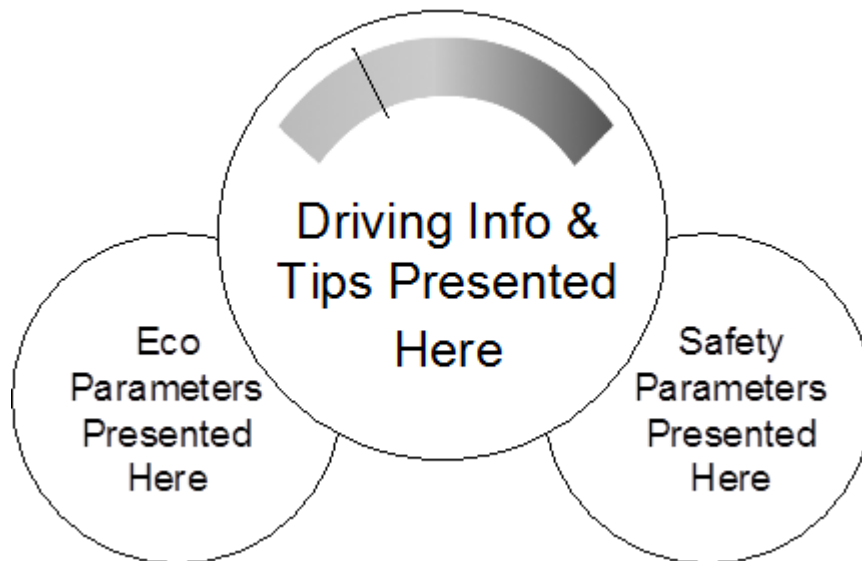 Driving Info &
Tips Presented
Here
Eco
Parameters
Presented
Here
Safety
Parameters
Presented
Here